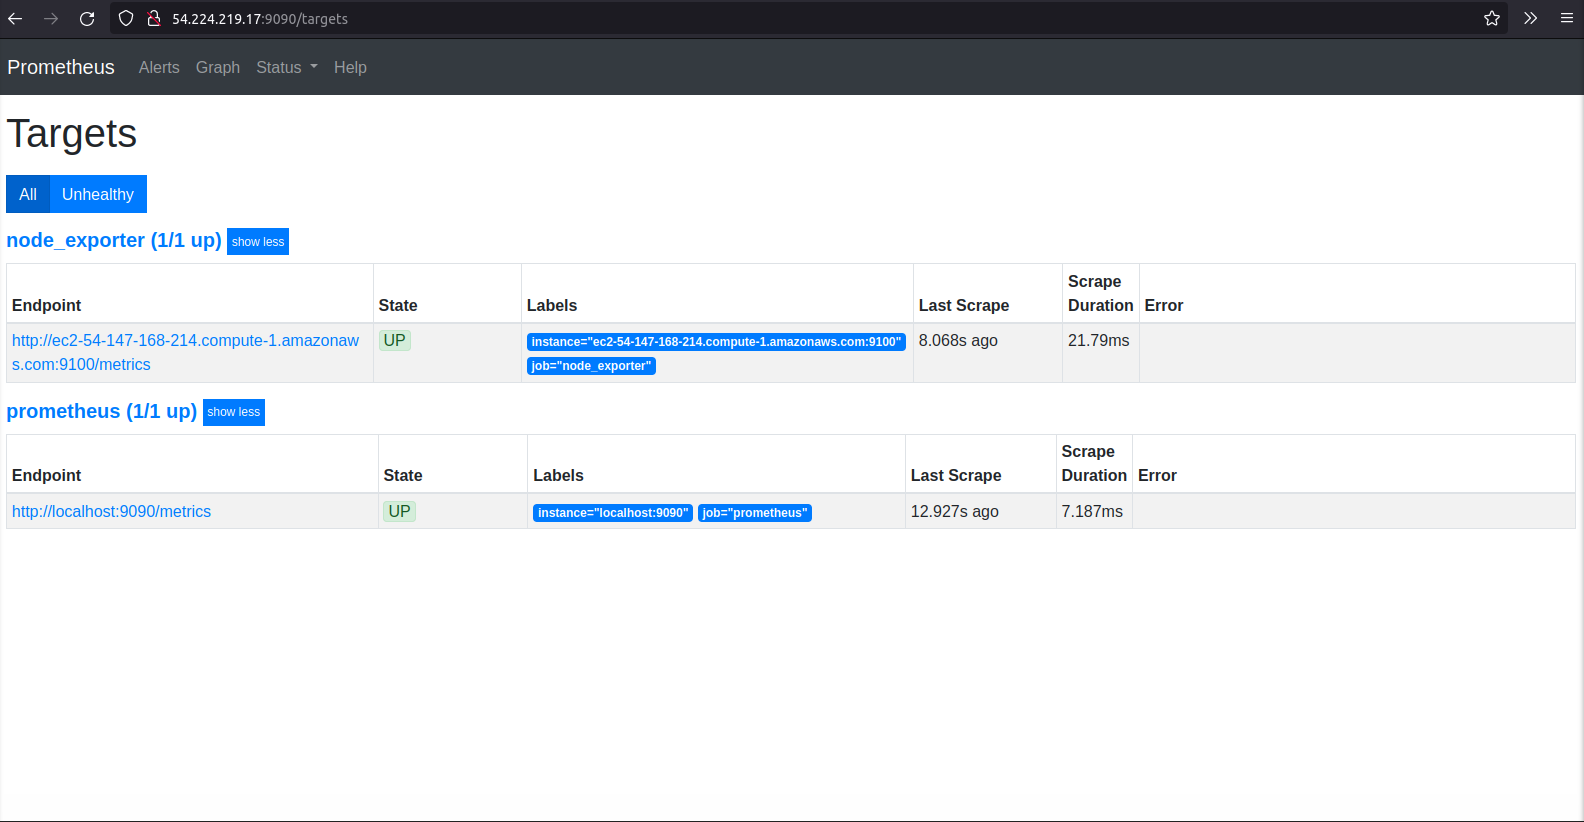 54.224.219.17:9090/targets
Prometheus Alerts Graph Status Help
Targets
All Unhealthy
node_exporter (1/1 up) show less
Endpoint State Labels Last Scrape Scrape Duration Error
http://ec2-54-147-168-214.compute-1.amazonaw
s.com:9100/metrics
UP
instance="ec2-54-147-168-214.compute-1.amazonaws.com:9100"
job="node_exporter"
8.068s ago
21.79ms
prometheus (1/1 up) show less
Endpoint State Labels Last Scrape Scrape Duration Error
http://localhost:9090/metrics UP instance="localhost:9090" job="prometheus" 12.927s ago 7.187ms